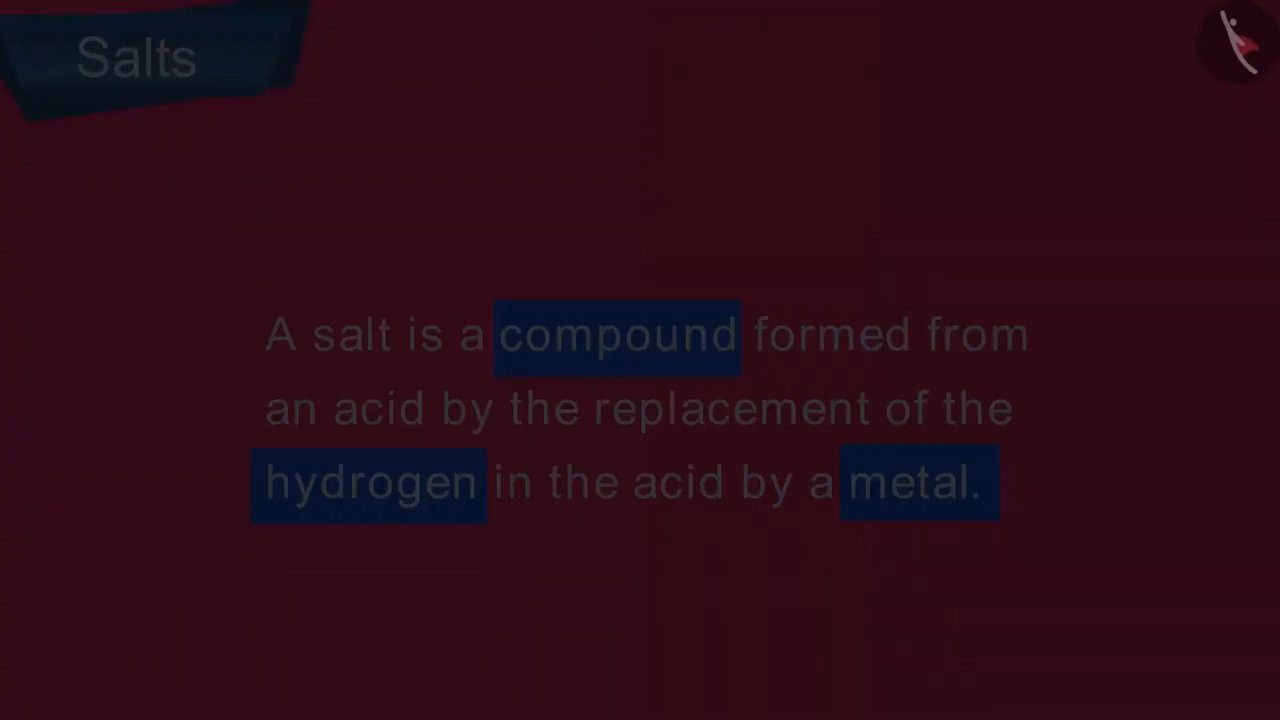 Salts
A salt is a compound formed from
an acid by the replacement of the
hydrogen in the acid by a metal.